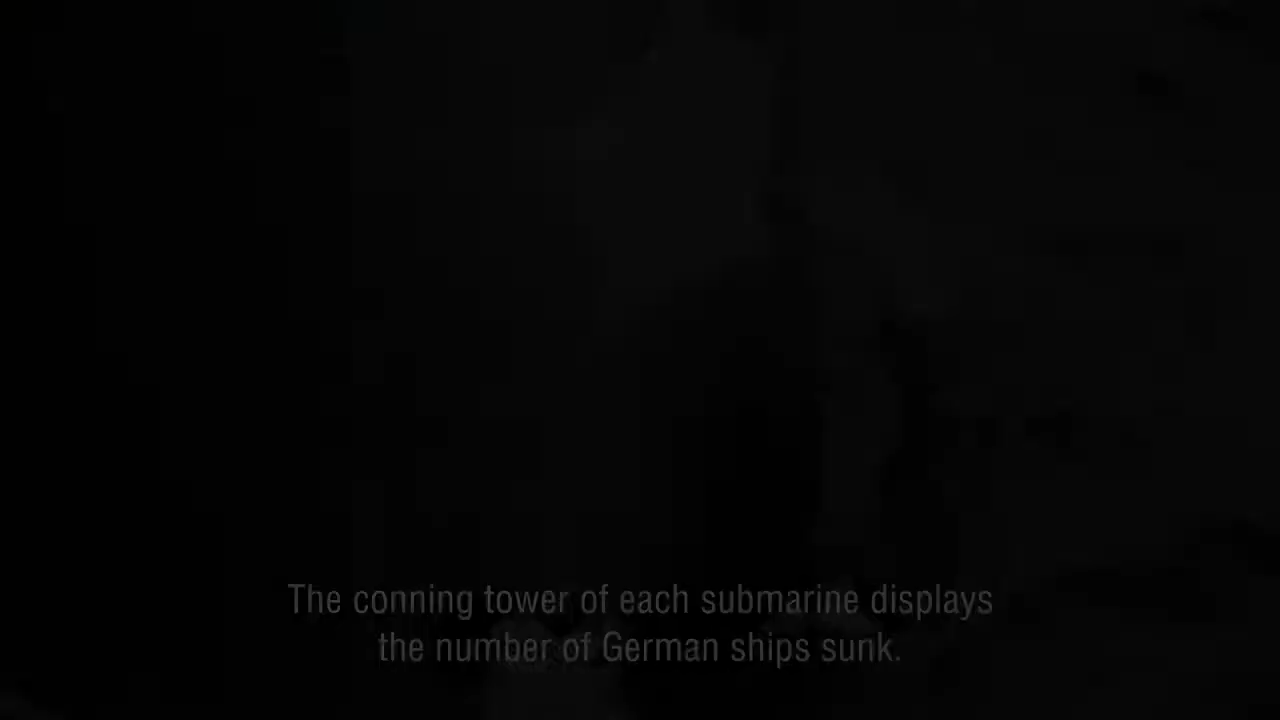 The conning tower of each submarine displays
the number of German ships sunk.